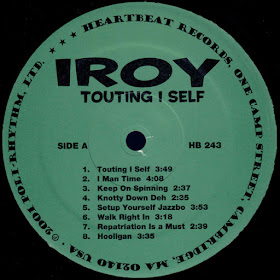 ★ ★ ★ HEARTBEAT RECORDS, ONE CAMP STREET, CAMBRIDGE, MA 02140 USA · ℗ © 2001 POLI-RHYTHM, LTD. ★ ★ ★
IROY
TOUTING I SELF
SIDE A
HB 243
1. Touting I Self 3:49
2. I Man Time 4:08
3. Keep On Spinning 2:37
4. Knotty Down Deh 2:25
5. Setup Yourself Jazzbo 3:53
6. Walk Right In 3:18
7. Repatriation Is a Must 2:39
8. Hooligan 3:35